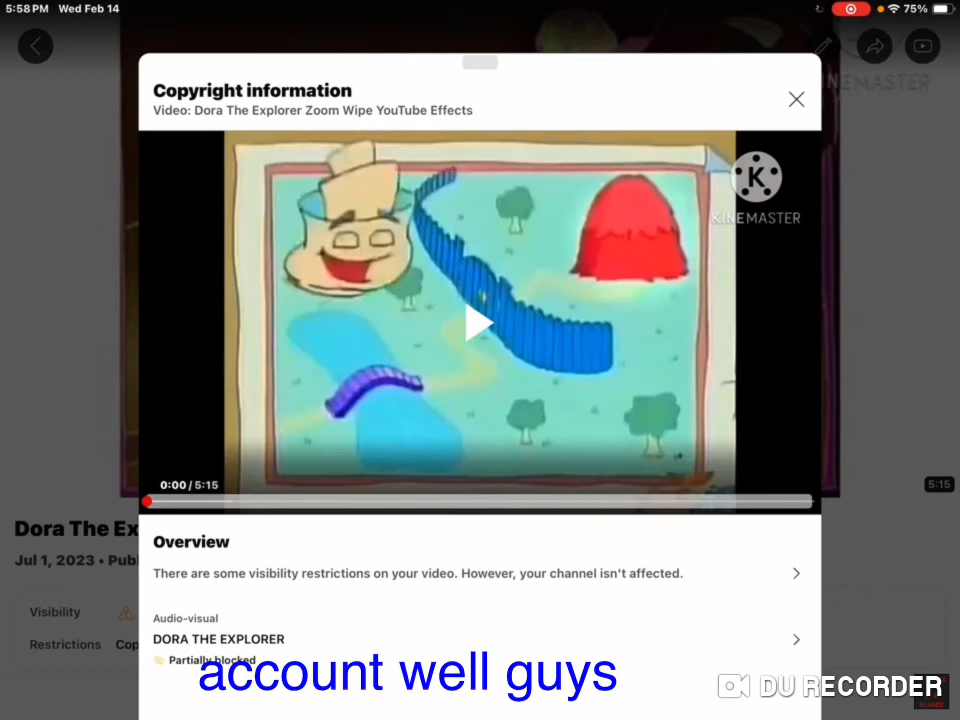 5:58 PM Wed Feb 14
75%
Copyright information
Video: Dora The Explorer Zoom Wipe YouTube Effects
NEMASTER
K
KINEMASTER
0:00 / 5:15
5:15
Overview
Dora The Ex
Jul 1, 2023 • Publ
There are some visibility restrictions on your video. However, your channel isn't affected.
Visibility
Audio-visual
DORA THE EXPLORER
Restrictions Cop
Partially blocked
account well guys
DU RECORDER